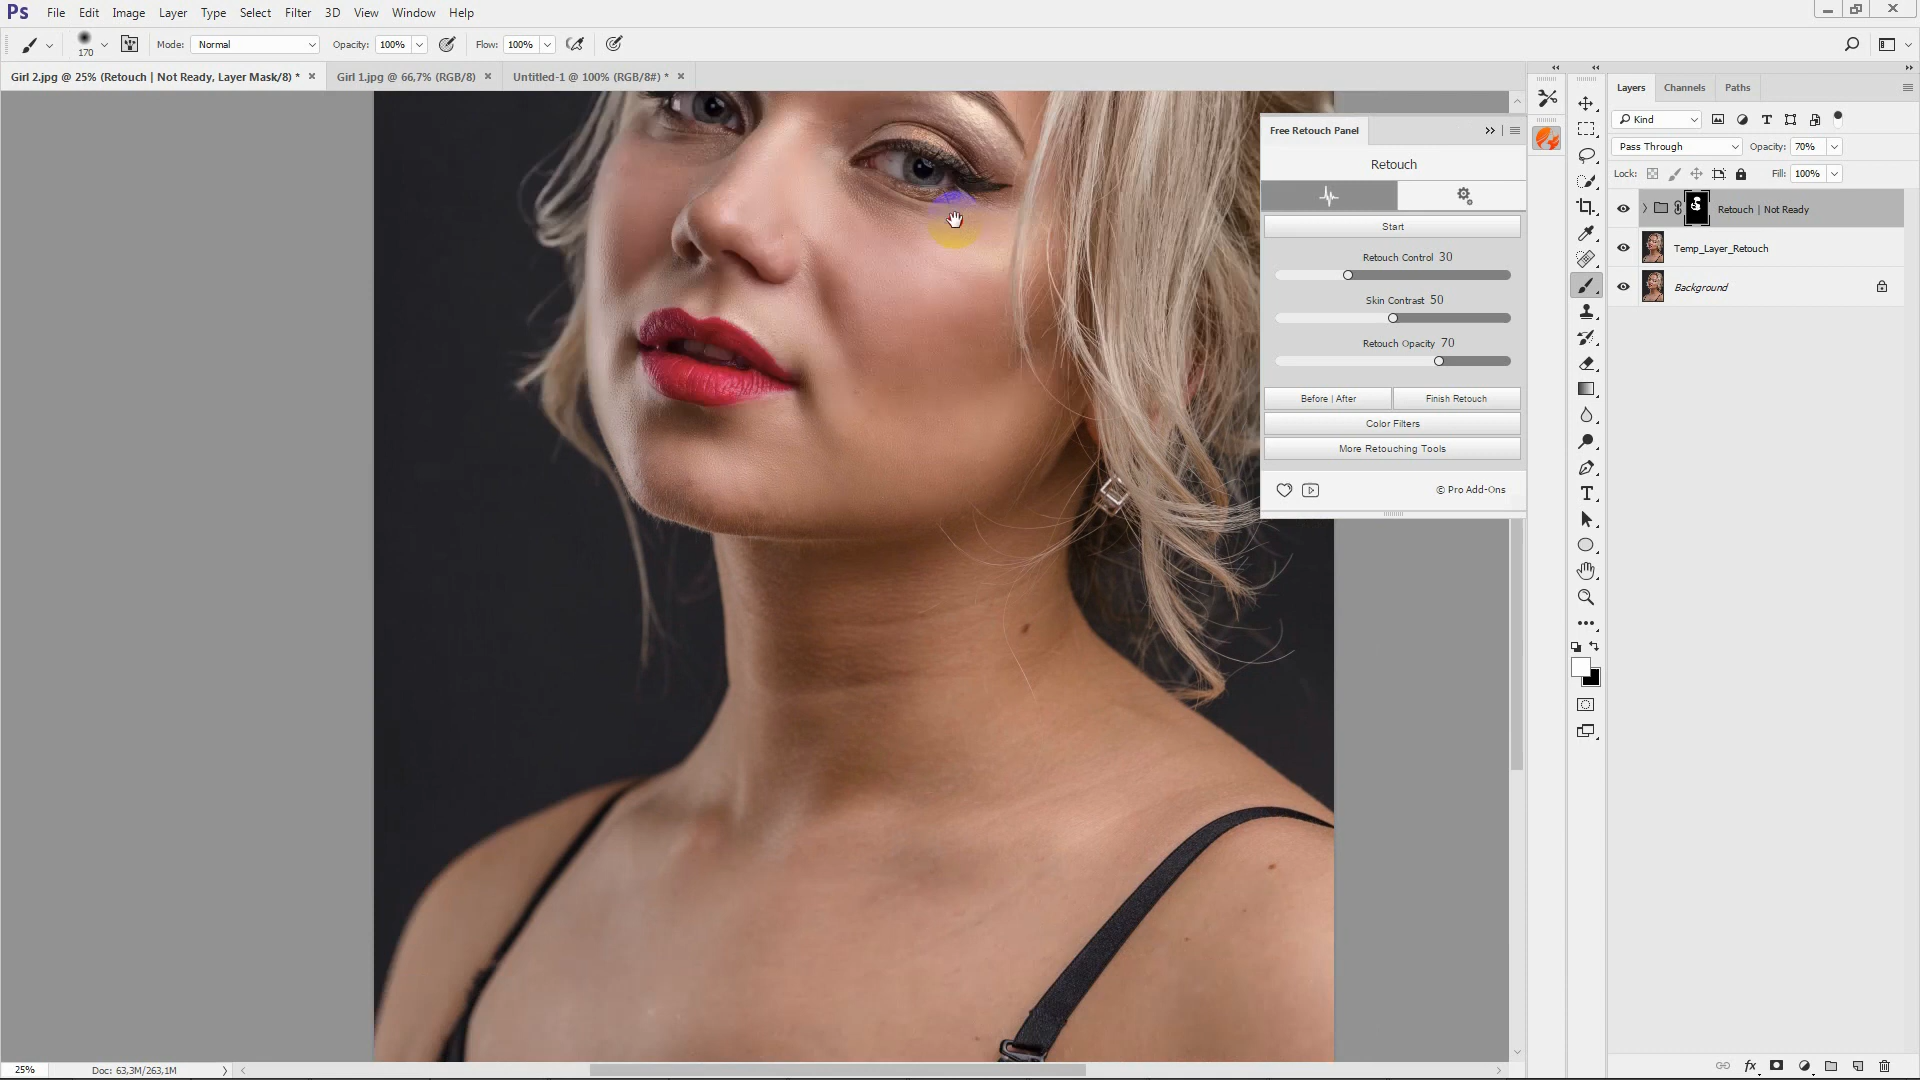 Ps File Edit Image Layer Type Select Filter 3D View Window Help
170 Mode: Normal Opacity: 100% Flow: 100%
Girl 2.jpg @ 25% (Retouch | Not Ready, Layer Mask/8) * × Girl 1.jpg @ 66,7% (RGB/8) × Untitled-1 @ 100% (RGB/8#) * ×
Free Retouch Panel
Retouch
Start
Retouch Control 30
Skin Contrast 50
Retouch Opacity 70
Before | After Finish Retouch
Color Filters
More Retouching Tools
© Pro Add-Ons
Layers Channels Paths
Kind
Pass Through Opacity: 70%
Lock: Fill: 100%
Retouch | Not Ready
Temp_Layer_Retouch
Background
25% Doc: 63,3M/263,1M